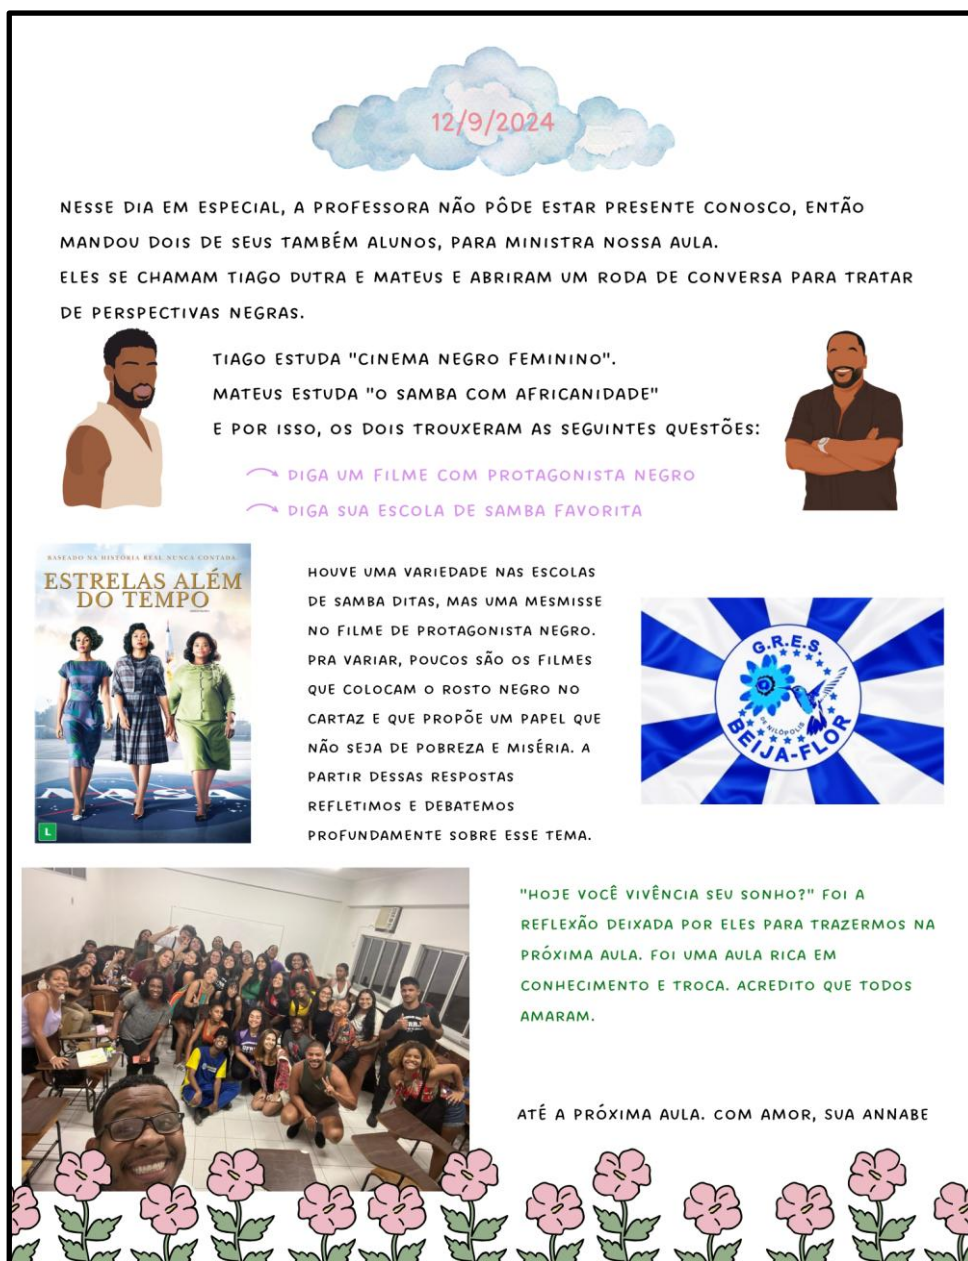 12/9/2024
NESSE DIA EM ESPECIAL, A PROFESSORA NÃO PÔDE ESTAR PRESENTE CONOSCO, ENTÃO
MANDOU DOIS DE SEUS TAMBÉM ALUNOS, PARA MINISTRA NOSSA AULA.
ELES SE CHAMAM TIAGO DUTRA E MATEUS E ABRIRAM UM RODA DE CONVERSA PARA TRATAR
DE PERSPECTIVAS NEGRAS.
TIAGO ESTUDA "CINEMA NEGRO FEMININO".
MATEUS ESTUDA "O SAMBA COM AFRICANIDADE"
E POR ISSO, OS DOIS TROUXERAM AS SEGUINTES QUESTÕES:
DIGA UM FILME COM PROTAGONISTA NEGRO
DIGA SUA ESCOLA DE SAMBA FAVORITA
BASEADO NA HISTÓRIA REAL NUNCA CONTADA.
ESTRELAS ALÉM
DO TEMPO
NASA
L
HOUVE UMA VARIEDADE NAS ESCOLAS
DE SAMBA DITAS, MAS UMA MESMISSE
NO FILME DE PROTAGONISTA NEGRO.
PRA VARIAR, POUCOS SÃO OS FILMES
QUE COLOCAM O ROSTO NEGRO NO
CARTAZ E QUE PROPÕE UM PAPEL QUE
NÃO SEJA DE POBREZA E MISÉRIA. A
PARTIR DESSAS RESPOSTAS
REFLETIMOS E DEBATEMOS
PROFUNDAMENTE SOBRE ESSE TEMA.
G.R.E.S.
DE NILÓPOLIS
BEIJA-FLOR
"HOJE VOCÊ VIVÊNCIA SEU SONHO?" FOI A
REFLEXÃO DEIXADA POR ELES PARA TRAZERMOS NA
PRÓXIMA AULA. FOI UMA AULA RICA EM
CONHECIMENTO E TROCA. ACREDITO QUE TODOS
AMARAM.
ATÉ A PRÓXIMA AULA. COM AMOR, SUA ANNABE